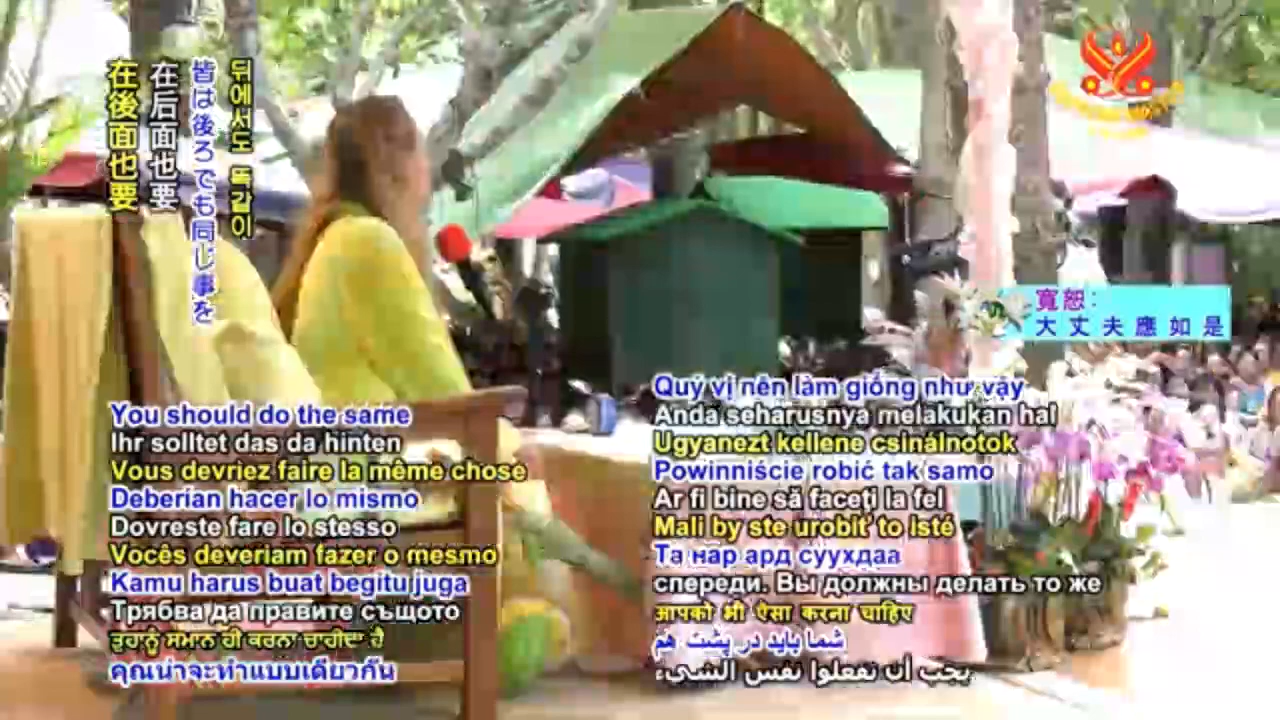 在後面也要
在后面也要
皆は後ろでも同じ事を
뒤에서도 똑같이
寬恕:
大丈夫應如是
You should do the same
Ihr solltet das da hinten
Vous devriez faire la même chose
Deberían hacer lo mismo
Dovreste fare lo stesso
Vocês deveriam fazer o mesmo
Kamu harus buat begitu juga
Трябва да правите същото
ਤੁਹਾਨੂੰ ਸਮਾਨ ਹੀ ਕਰਨਾ ਚਾਹੀਦਾ ਹੈ
คุณน่าจะทำแบบเดียวกัน
Quý vị nên làm giống như vậy
Anda seharusnya melakukan hal
Ugyanezt kellene csinálnotok
Powinniście robić tak samo
Ar fi bine să faceţi la fel
Mali by ste urobiť to isté
Та нар ард суухдаа
спереди. Вы должны делать то же
आपको भी ऐसा करना चाहिए
شما باید در پشت هم
يجب أن تفعلوا نفس الشيء